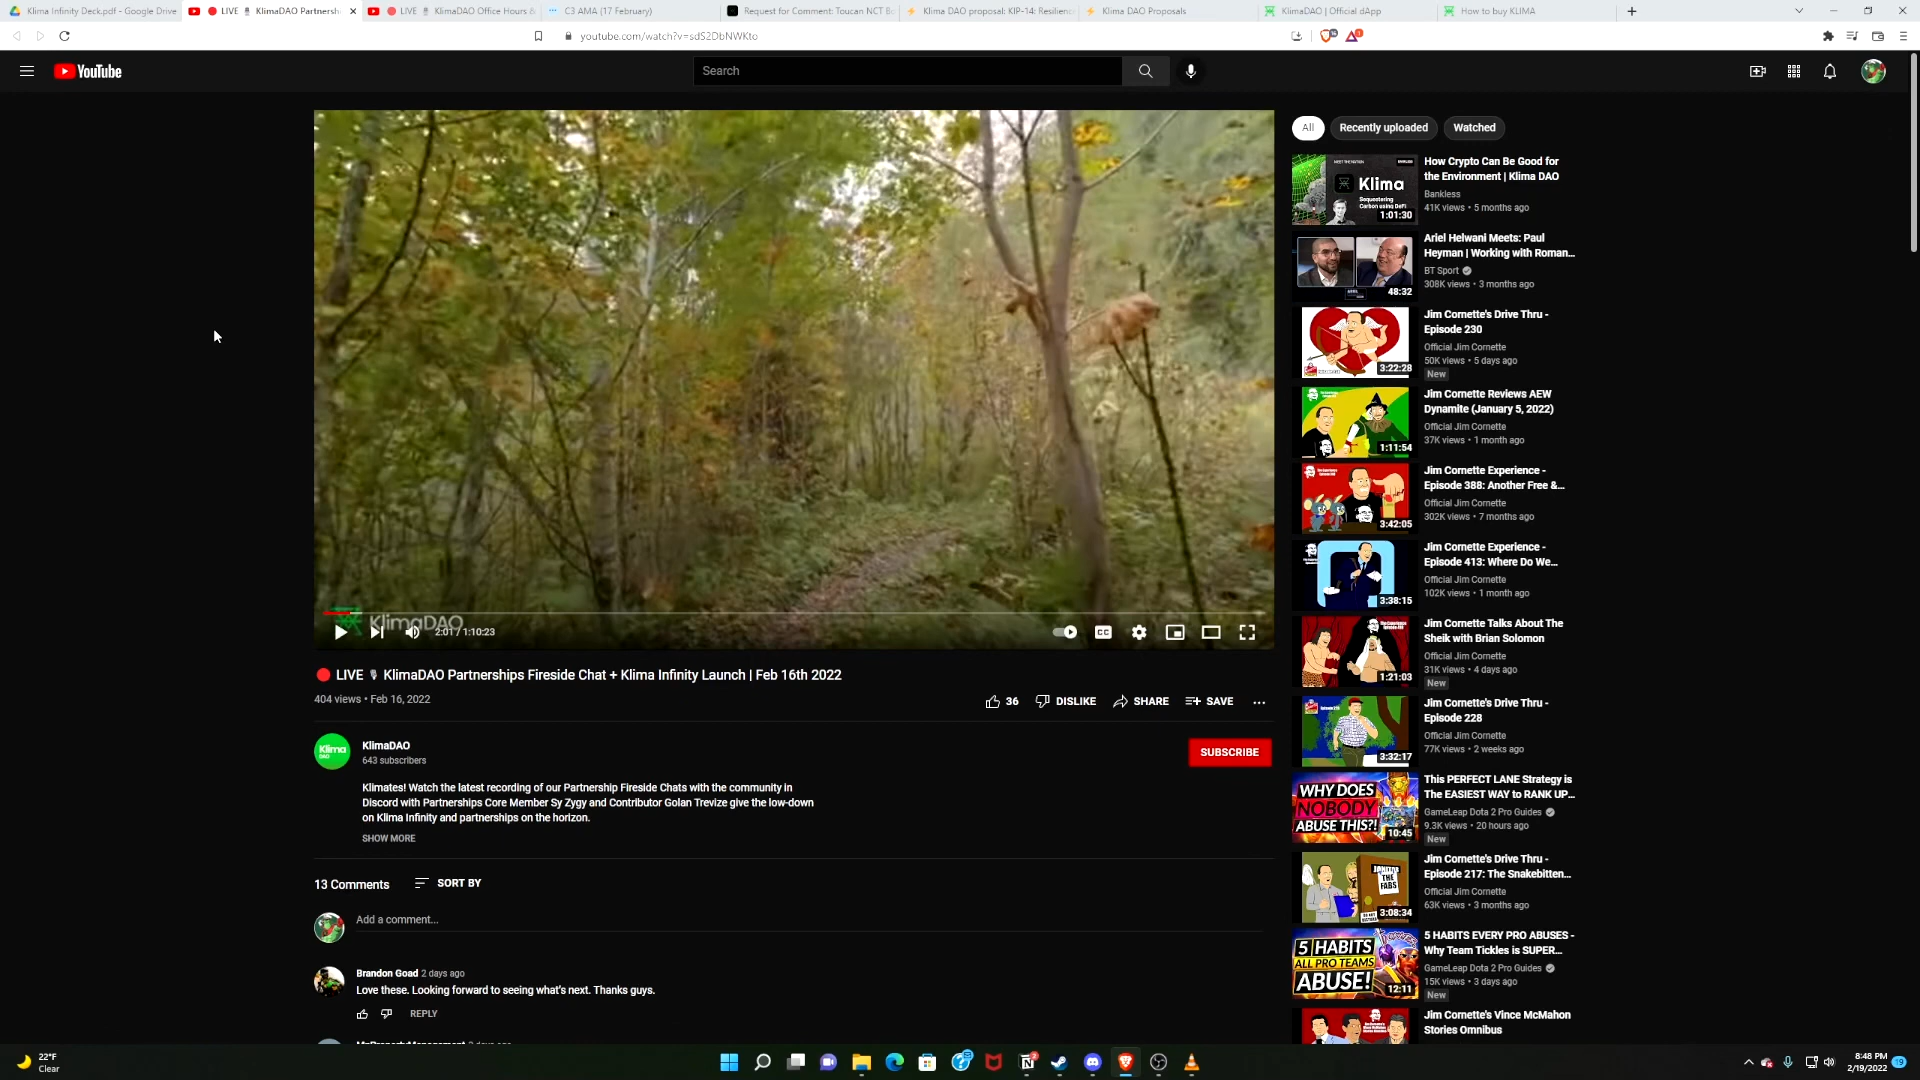 Klima Infinity Deck.pdf - Google Drive
LIVE KlimaDAO Partnersh
LIVE KlimaDAO Office Hours
C3 AMA (17 February)
Request for Comment: Toucan NCT B
Klima DAO proposal: KIP-14: Resilienc
Klima DAO Proposals
KlimaDAO | Official dApp
How to buy KLIMA
youtube.com/watch?v=sdS2DbNWKto
YouTube
Search
All
Recently uploaded
Watched
MEET THE NATION
Klima
Sequestering
Carbon using DeFi
1:01:30
How Crypto Can Be Good for
the Environment | Klima DAO
Bankless
41K views • 5 months ago
48:32
Ariel Helwani Meets: Paul
Heyman | Working with Roman...
BT Sport
308K views • 3 months ago
3:22:28
Jim Cornette's Drive Thru -
Episode 230
Official Jim Cornette
50K views • 5 days ago
New
1:11:54
Jim Cornette Reviews AEW
Dynamite (January 5, 2022)
Official Jim Cornette
37K views • 1 month ago
3:42:05
Jim Cornette Experience -
Episode 388: Another Free &...
Official Jim Cornette
302K views • 7 months ago
3:38:15
Jim Cornette Experience -
Episode 413: Where Do We...
Official Jim Cornette
102K views • 1 month ago
1:21:03
Jim Cornette Talks About The
Sheik with Brian Solomon
Official Jim Cornette
31K views • 4 days ago
New
3:32:17
Jim Cornette's Drive Thru -
Episode 228
Official Jim Cornette
77K views • 2 weeks ago
WHY DOES
NOBODY
ABUSE THIS?!
10:45
This PERFECT LANE Strategy is
The EASIEST WAY to RANK UP...
GameLeap Dota 2 Pro Guides
9.3K views • 20 hours ago
New
THE
FABS
3:08:34
Jim Cornette's Drive Thru -
Episode 217: The Snakebitten...
Official Jim Cornette
63K views • 3 months ago
5 HABITS
ALL PRO TEAMS
ABUSE!
12:11
5 HABITS EVERY PRO ABUSES -
Why Team Tickles is SUPER...
GameLeap Dota 2 Pro Guides
15K views • 3 days ago
New
Jim Cornette's Vince McMahon
Stories Omnibus
KlimaDAO
2:01 / 1:10:23
CC
LIVE KlimaDAO Partnerships Fireside Chat + Klima Infinity Launch | Feb 16th 2022
404 views • Feb 16, 2022
36
DISLIKE
SHARE
SAVE
Klima
DAO
KlimaDAO
643 subscribers
SUBSCRIBE
Klimates! Watch the latest recording of our Partnership Fireside Chats with the community in
Discord with Partnerships Core Member Sy Zygy and Contributor Golan Trevize give the low-down
on Klima Infinity and partnerships on the horizon.
SHOW MORE
13 Comments
SORT BY
Add a comment...
Brandon Goad 2 days ago
Love these. Looking forward to seeing what's next. Thanks guys.
REPLY
22°F
Clear
8:48 PM
2/19/2022
19